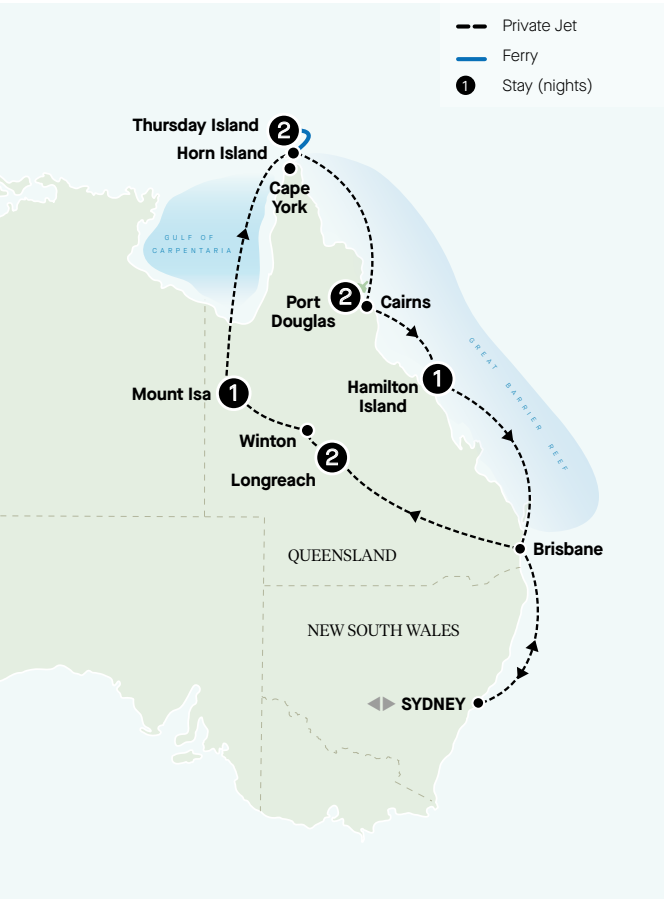 Private Jet
Ferry
1 Stay (nights)
Thursday Island 2
Horn Island
Cape
York
GULF OF
CARPENTARIA
Port
Douglas
2
Cairns
GREAT BARRIER REEF
Hamilton
Island
1
Mount Isa 1
Winton
2
Longreach
QUEENSLAND
Brisbane
NEW SOUTH WALES
SYDNEY